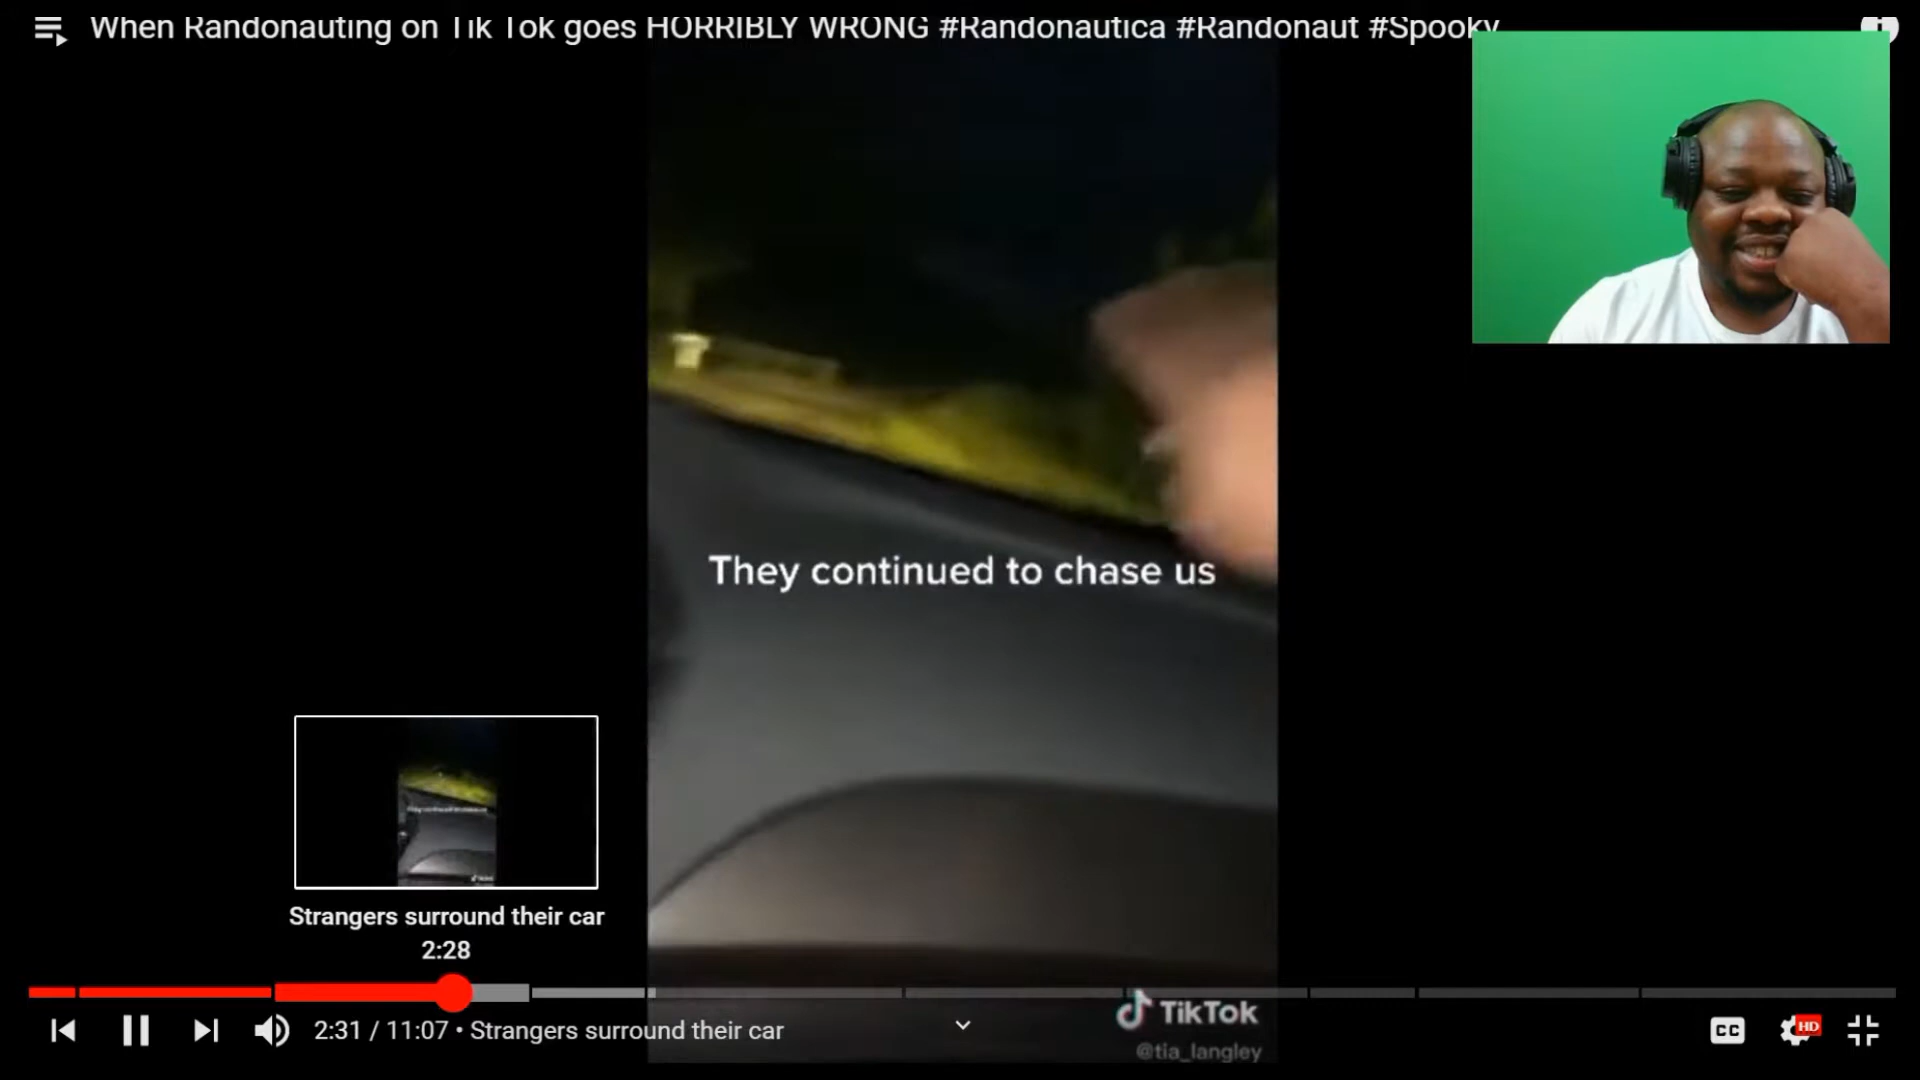 When Randonauting on Tik Tok goes HORRIBLY WRONG #Randonautica #Randonaut #Spooky
They continued to chase us
Strangers surround their car
2:28
2:31 / 11:07 • Strangers surround their car
CC
HD
TikTok
@tia_langley